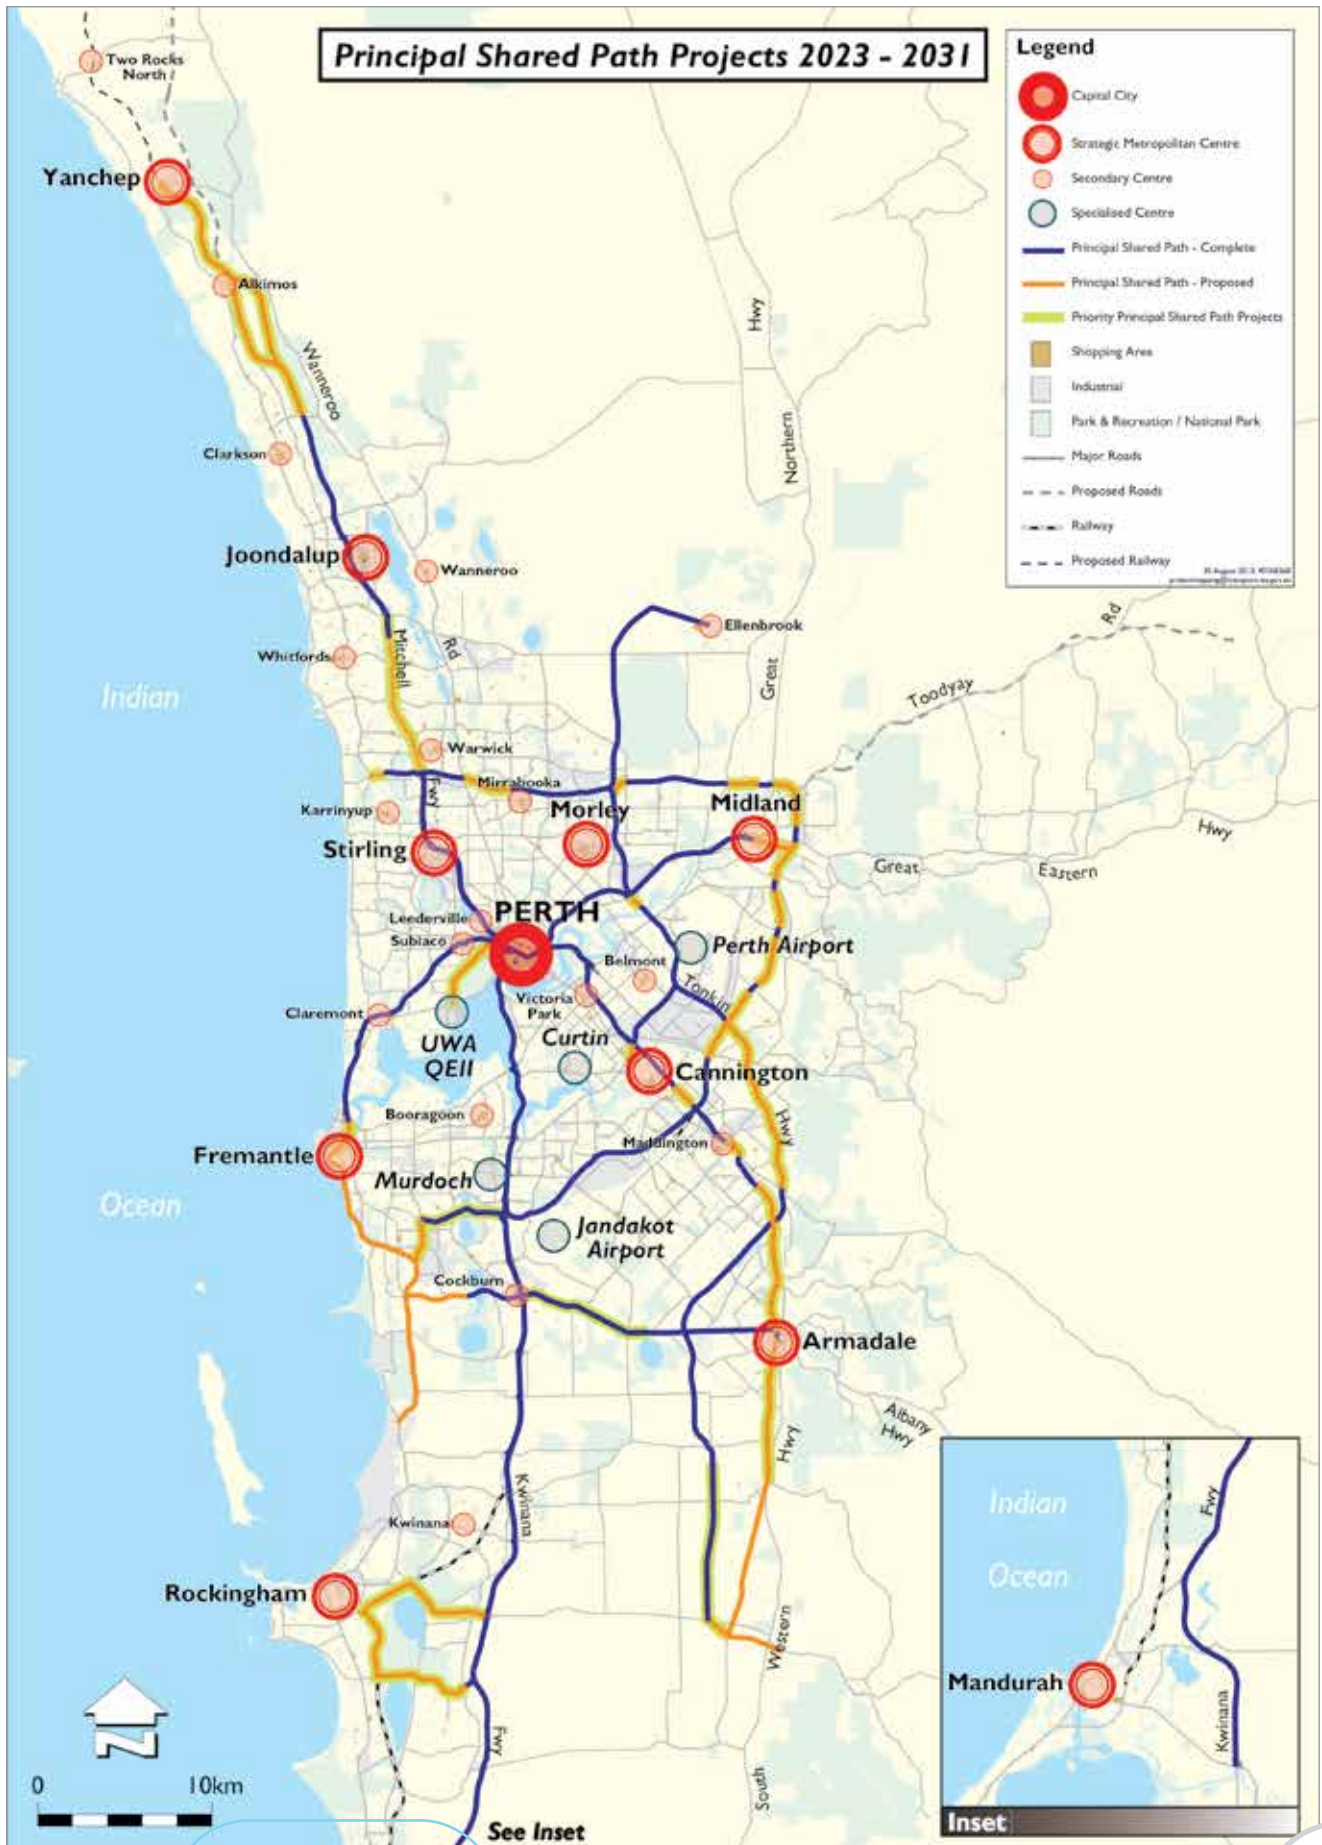 Principal Shared Path Projects 2023 - 2031
Legend
Capital City
Strategic Metropolitan Centre
Secondary Centre
Specialised Centre
Principal Shared Path - Complete
Principal Shared Path - Proposed
Priority Principal Shared Path Projects
Shopping Area
Industrial
Park & Recreation / National Park
Major Roads
Proposed Roads
Railway
Proposed Railway
Two Rocks
North
Yanchep
Alkimos
Wanneroo
Hwy
Northern
Clarkson
Joondalup
Wanneroo
Ellenbrook
Rd
Mitchell
Rd
Whitfords
Great
Toodyay
Indian
Warwick
Fwy
Mirrabooka
Karrinyup
Morley
Midland
Hwy
Stirling
Great
Eastern
Leederville
PERTH
Subiaco
Perth Airport
Belmont
Tonkin
Victoria
Park
Claremont
UWA
QEII
Curtin
Cannington
Booragoon
Hwy
Maddington
Fremantle
Murdoch
Ocean
Jandakot
Airport
Cockburn
Armadale
Albany
Hwy
Hwy
Kwinana
Kwinana
Rockingham
Western
Fwy
South
0
10km
N
See Inset
Indian
Ocean
Fwy
Mandurah
Kwinana
Inset